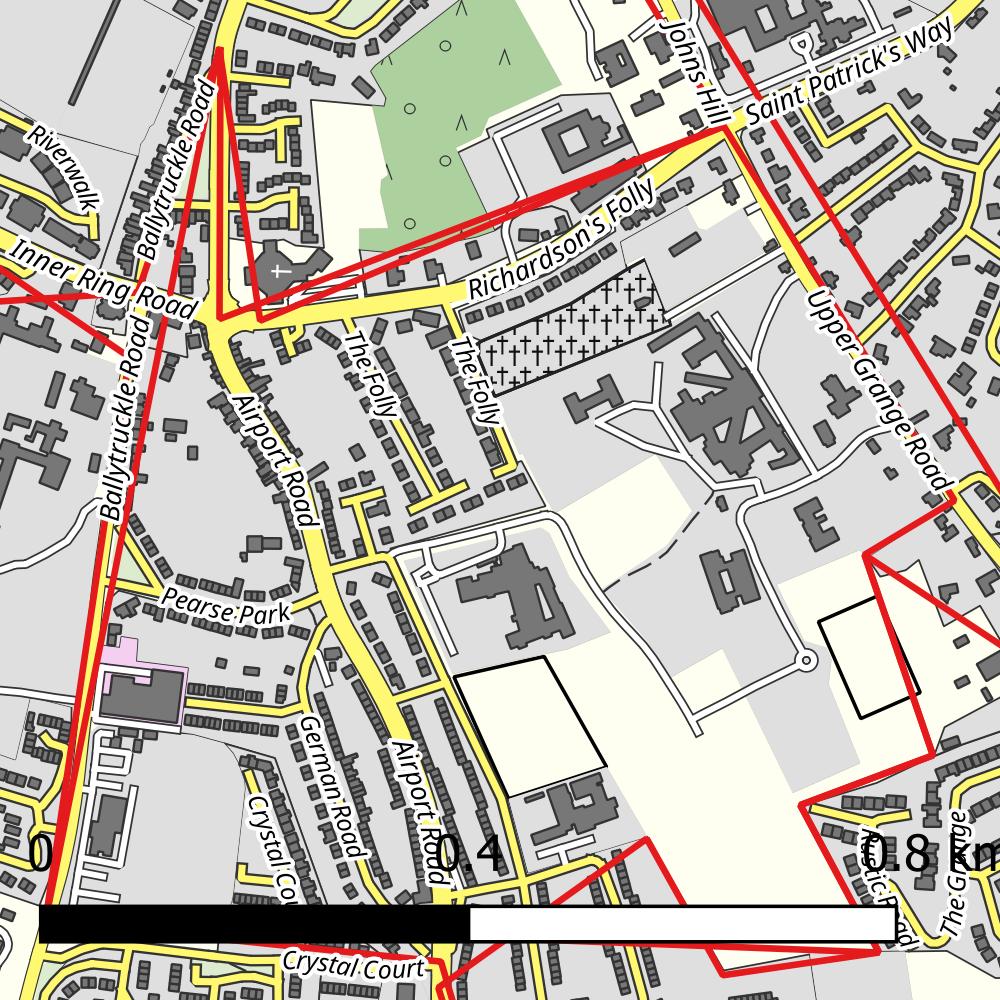 Johns Hill
Saint Patrick's Way
Riverwalk
Ballytruckle Road
Richardson's Folly
Inner Ring Road
Upper Grange Road
The Folly
The Folly
Airport Road
Ballytruckle Road
Pearse Park
German Road
Airport Road
Crystal Cou
The Grange
Road
0
0.4
0.8 km
Crystal Court